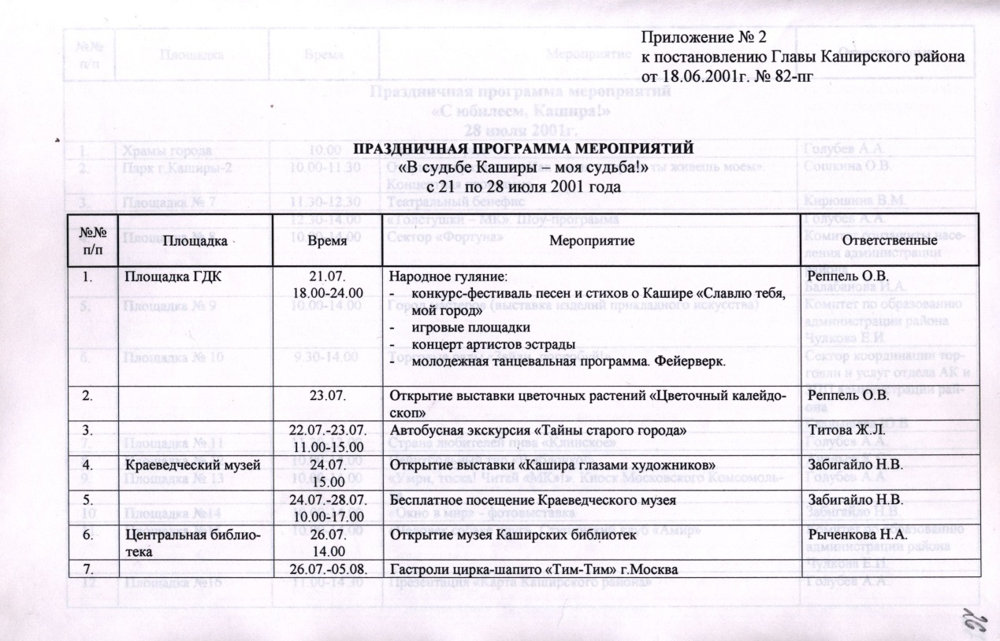 Приложение № 2
к постановлению Главы Каширского района
от 18.06.2001г. № 82-пг
ПРАЗДНИЧНАЯ ПРОГРАММА МЕРОПРИЯТИЙ
«В судьбе Каширы – моя судьба!»
с 21 по 28 июля 2001 года
№№ Площадка Время Мероприятие Ответственные
п/п
1. Площадка ГДК 21.07. Народное гуляние: Реппель О.В.
18.00-24.00 - конкурс-фестиваль песен и стихов о Кашире «Славлю тебя,
мой город»
- игровые площадки
- концерт артистов эстрады
- молодежная танцевальная программа. Фейерверк.
2. 23.07. Открытие выставки цветочных растений «Цветочный калейдо- Реппель О.В.
скоп»
3. 22.07.-23.07. Автобусная экскурсия «Тайны старого города» Титова Ж.Л.
11.00-15.00
4. Краеведческий музей 24.07. Открытие выставки «Кашира глазами художников» Забигайло Н.В.
15.00
5. 24.07.-28.07. Бесплатное посещение Краеведческого музея Забигайло Н.В.
10.00-17.00
6. Центральная библио- 26.07. Открытие музея Каширских библиотек Рыченкова Н.А.
тека 14.00
7. 26.07.-05.08. Гастроли цирка-шапито «Тим-Тим» г.Москва
26